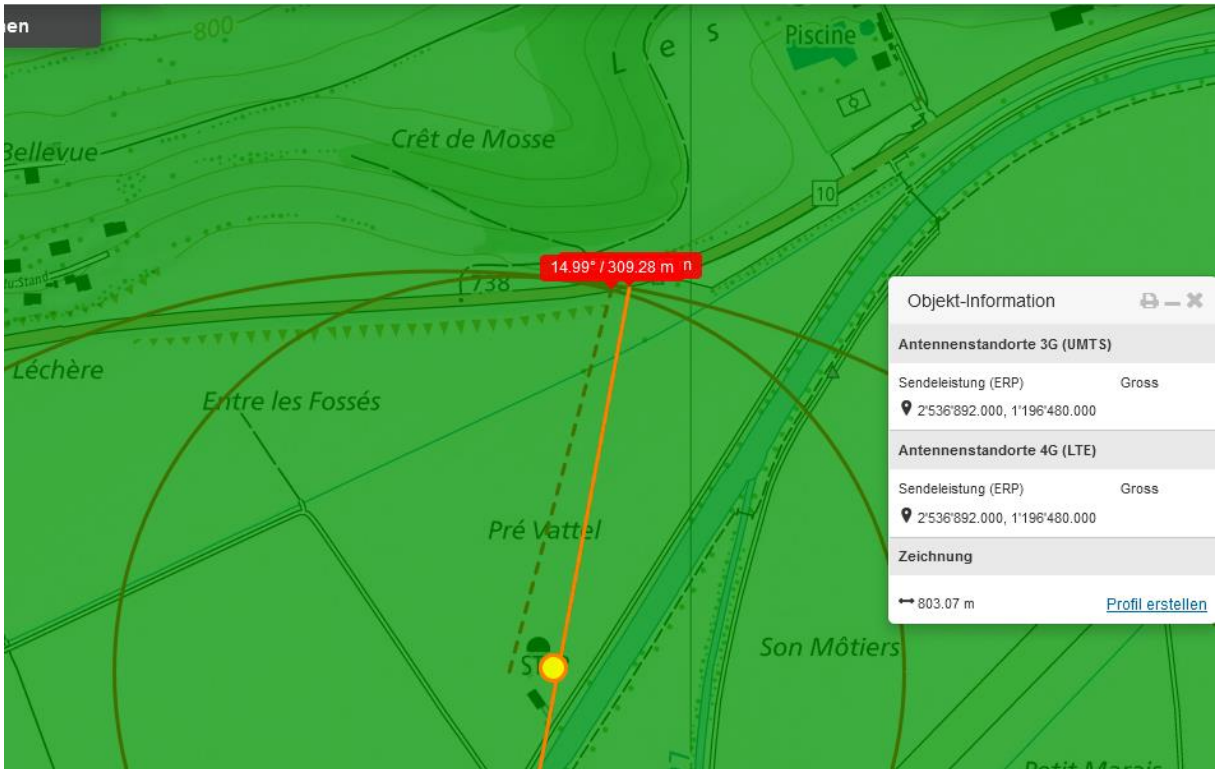 en
800
L e s
Piscine
Crêt de Mosse
Bellevue
10
14.99° / 309.28 m n
738
Objekt-Information
Antennenstandorte 3G (UMTS)
Sendeleistung (ERP) Gross
2'536'892.000, 1'196'480.000
Antennenstandorte 4G (LTE)
Sendeleistung (ERP) Gross
2'536'892.000, 1'196'480.000
Zeichnung
803.07 m Profil erstellen
Léchère
Entre les Fossés
Pré Vattel
Son Môtiers
Petit Marais